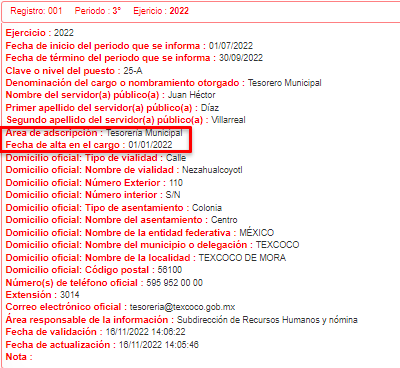 Registro: 001 Periodo : 3° Ejericio : 2022
Ejercicio : 2022
Fecha de inicio del periodo que se informa : 01/07/2022
Fecha de término del periodo que se informa : 30/09/2022
Clave o nivel del puesto : 25-A
Denominación del cargo o nombramiento otorgado : Tesorero Municipal
Nombre del servidor(a) público(a) : Juan Héctor
Primer apellido del servidor(a) público(a) : Díaz
Segundo apellido del servidor(a) público(a) : Villarreal
Área de adscripción : Tesorería Municipal
Fecha de alta en el cargo : 01/01/2022
Domicilio oficial: Tipo de vialidad : Calle
Domicilio oficial: Nombre de vialidad : Nezahualcoyotl
Domicilio oficial: Número Exterior : 110
Domicilio oficial: Número interior : S/N
Domicilio oficial: Tipo de asentamiento : Colonia
Domicilio oficial: Nombre del asentamiento : Centro
Domicilio oficial: Nombre de la entidad federativa : MÉXICO
Domicilio oficial: Nombre del municipio o delegación : TEXCOCO
Domicilio oficial: Nombre de la localidad : TEXCOCO DE MORA
Domicilio oficial: Código postal : 56100
Número(s) de teléfono oficial : 595 952 00 00
Extensión : 3014
Correo electrónico oficial : tesoreria@texcoco.gob.mx
Área responsable de la información : Subdirección de Recursos Humanos y nómina
Fecha de validación : 16/11/2022 14:06:22
Fecha de actualización : 16/11/2022 14:05:46
Nota :